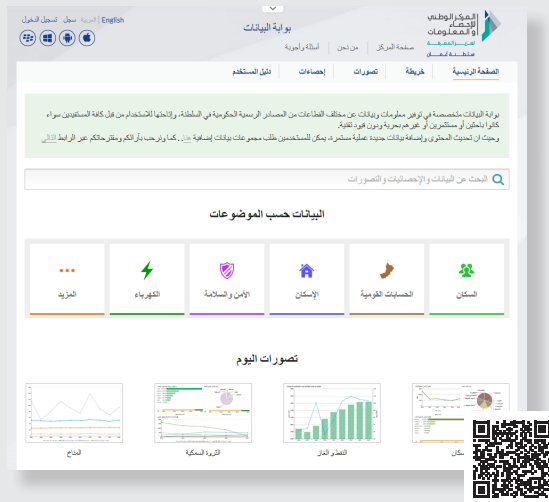 المركز الوطني
للإحصاء
والمعلومات
سلطنة عُمان
English | العربية سجل تسجيل الدخول
بوابة البيانات
صفحة المركز | من نحن | أسئلة وأجوبة
الصفحة الرئيسية خريطة تصورات إحصاءات دليل المستخدم
بوابة البيانات متخصصة في توفير معلومات وبيانات عن مختلف القطاعات من المصادر الرسمية الحكومية في السلطنة، وإتاحتها للاستخدام من قبل كافة المستفيدين سواء
كانوا باحثين أو مستثمرين أو غيرهم بحرية وبدون قيود تقنية.
وحيث ان تحديث المحتوى وإضافة بيانات جديدة عملية مستمرة، يمكن للمستخدمين طلب مجموعات بيانات إضافية هنا. . كما ونرحب بآرائكم ومقترحاتكم عبر الرابط التالي
البحث عن البيانات والإحصائيات والتصورات
البيانات حسب الموضوعات
السكان الحسابات القومية الإسكان الأمن والسلامة الكهرباء المزيد
تصورات اليوم
النفط والغاز الثروة السمكية المناخ